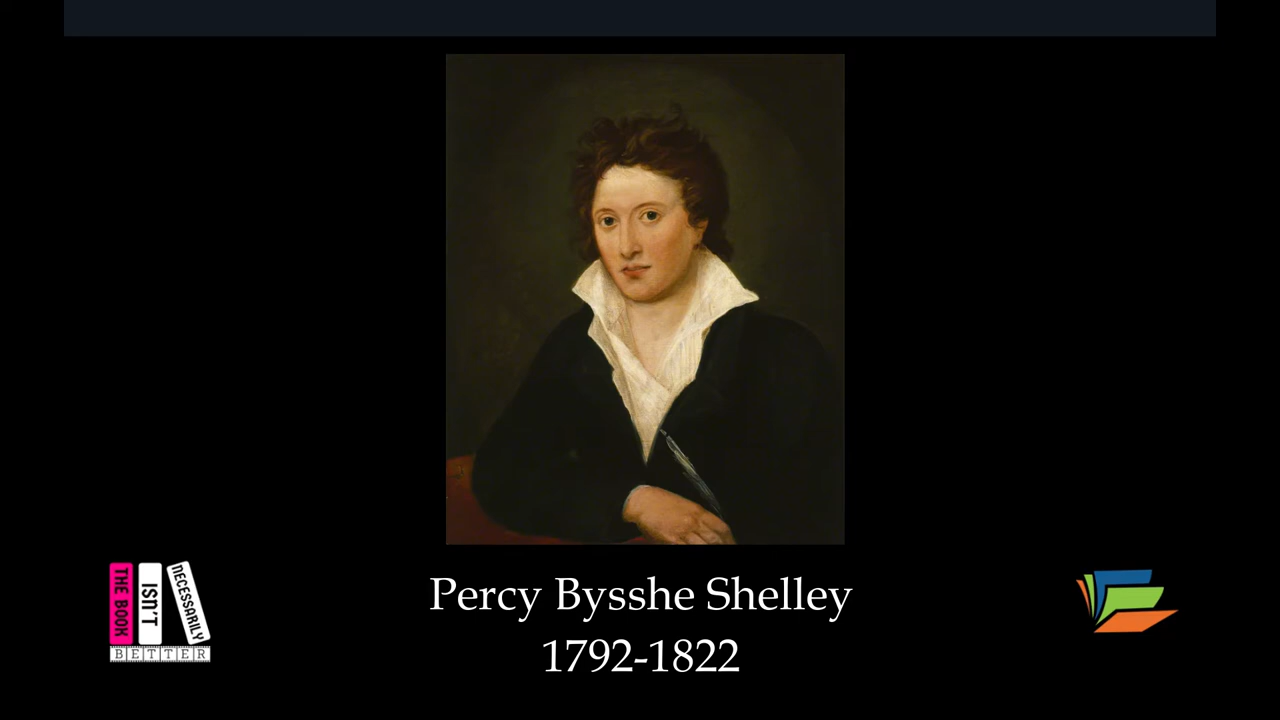 Percy Bysshe Shelley
1792-1822
THE BOOK
ISN'T
NECESSARILY
BETTER